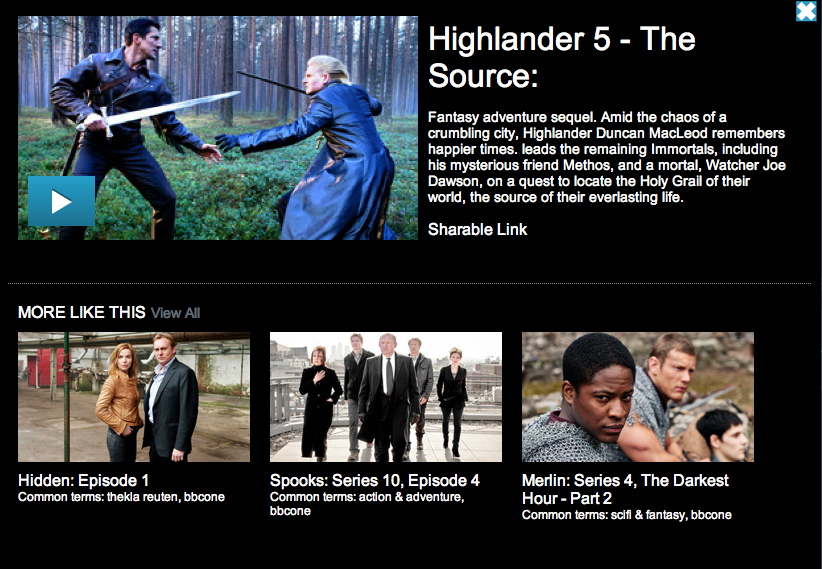 Highlander 5 - The
Source:
Fantasy adventure sequel. Amid the chaos of a
crumbling city, Highlander Duncan MacLeod remembers
happier times. leads the remaining Immortals, including
his mysterious friend Methos, and a mortal, Watcher Joe
Dawson, on a quest to locate the Holy Grail of their
world, the source of their everlasting life.
Sharable Link
MORE LIKE THIS View All
Hidden: Episode 1
Common terms: thekla reuten, bbcone
Spooks: Series 10, Episode 4
Common terms: action & adventure,
bbcone
Merlin: Series 4, The Darkest
Hour - Part 2
Common terms: scifi & fantasy, bbcone